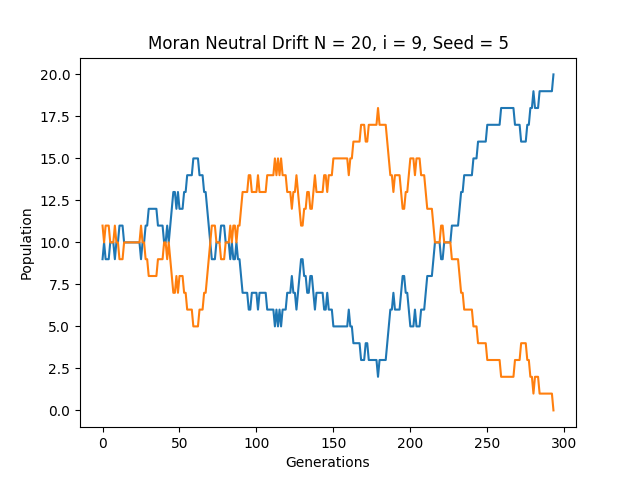 Moran Neutral Drift N = 20, i = 9, Seed = 5
20.0
17.5
15.0
12.5
10.0
7.5
5.0
2.5
0.0
Population
0 50 100 150 200 250 300
Generations